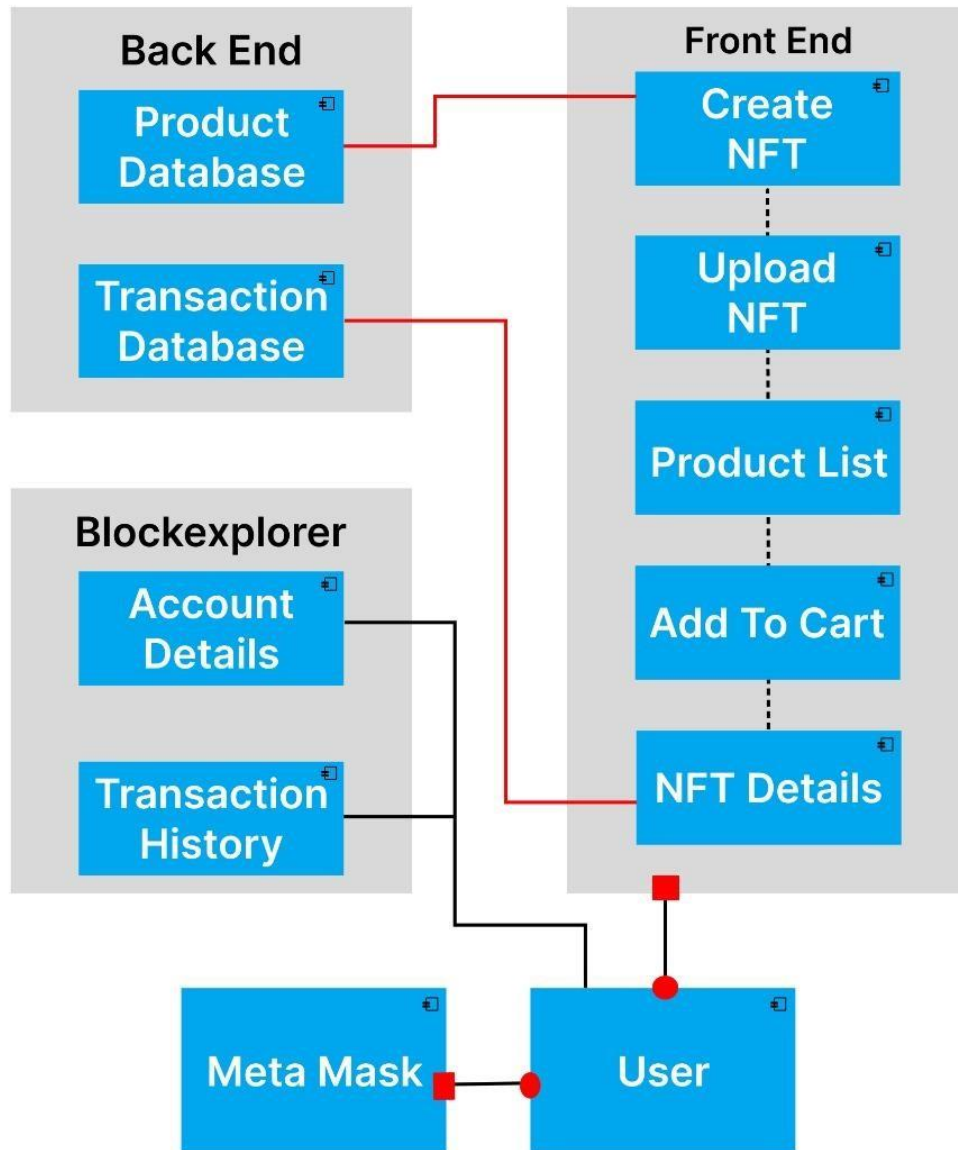 Back End
Product
Database
Transaction
Database
Blockexplorer
Account
Details
Transaction
History
Front End
Create
NFT
Upload
NFT
Product List
Add To Cart
NFT Details
Meta Mask
User